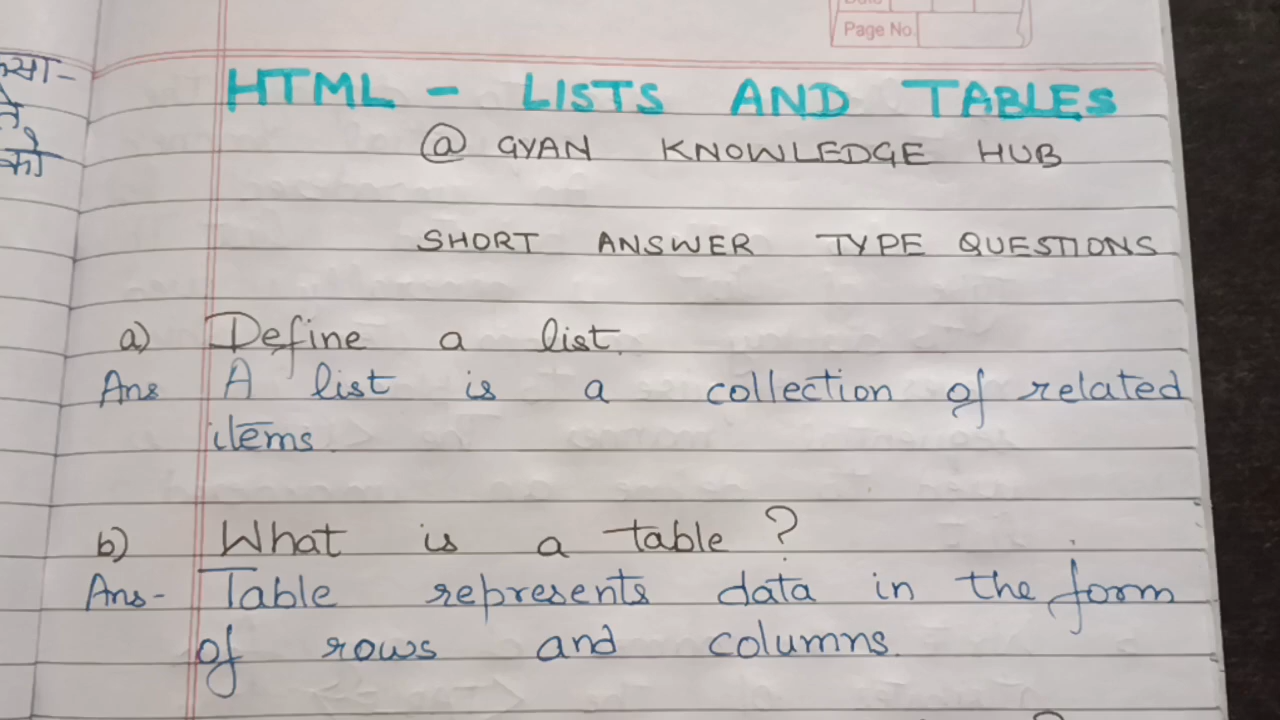 Page No.
HTML - LISTS AND TABLES
@ GYAN KNOWLEDGE HUB
SHORT ANSWER TYPE QUESTIONS
a) Define a list.
Ans A list is a collection of related
items.
b) What is a table?
Ans- Table represents data in the form
of rows and columns.